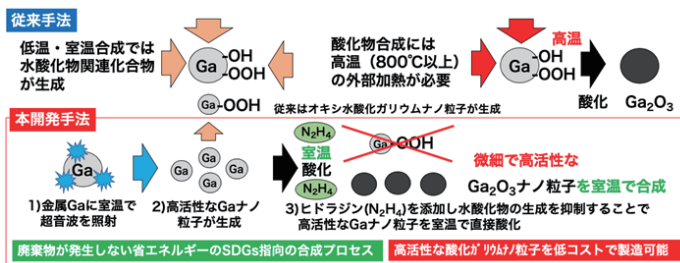 従来手法
低温・室温合成では
水酸化物関連化合物
が生成
Ga
-OH
-OOH
Ga-OOH
酸化物合成には
高温（800℃以上）
の外部加熱が必要
Ga
-OH
-OOH
高温
酸化
Ga₂O₃
従来はオキシ水酸化ガリウムナノ粒子が生成
本開発手法
Ga
1)金属Gaに室温で
超音波を照射
Ga
Ga
Ga
Ga
2)高活性なGaナノ
粒子が生成
N₂H₄
室温
酸化
N₂H₄
Ga-OOH
微細で高活性な
Ga₂O₃ナノ粒子を室温で合成
3)ヒドラジン(N₂H₄)を添加し水酸化物の生成を抑制することで
高活性なGaナノ粒子を室温で直接酸化
廃棄物が発生しない省エネルギーのSDGs指向の合成プロセス
高活性な酸化ｶﾞﾘｳﾑﾅﾉ粒子を低コストで製造可能